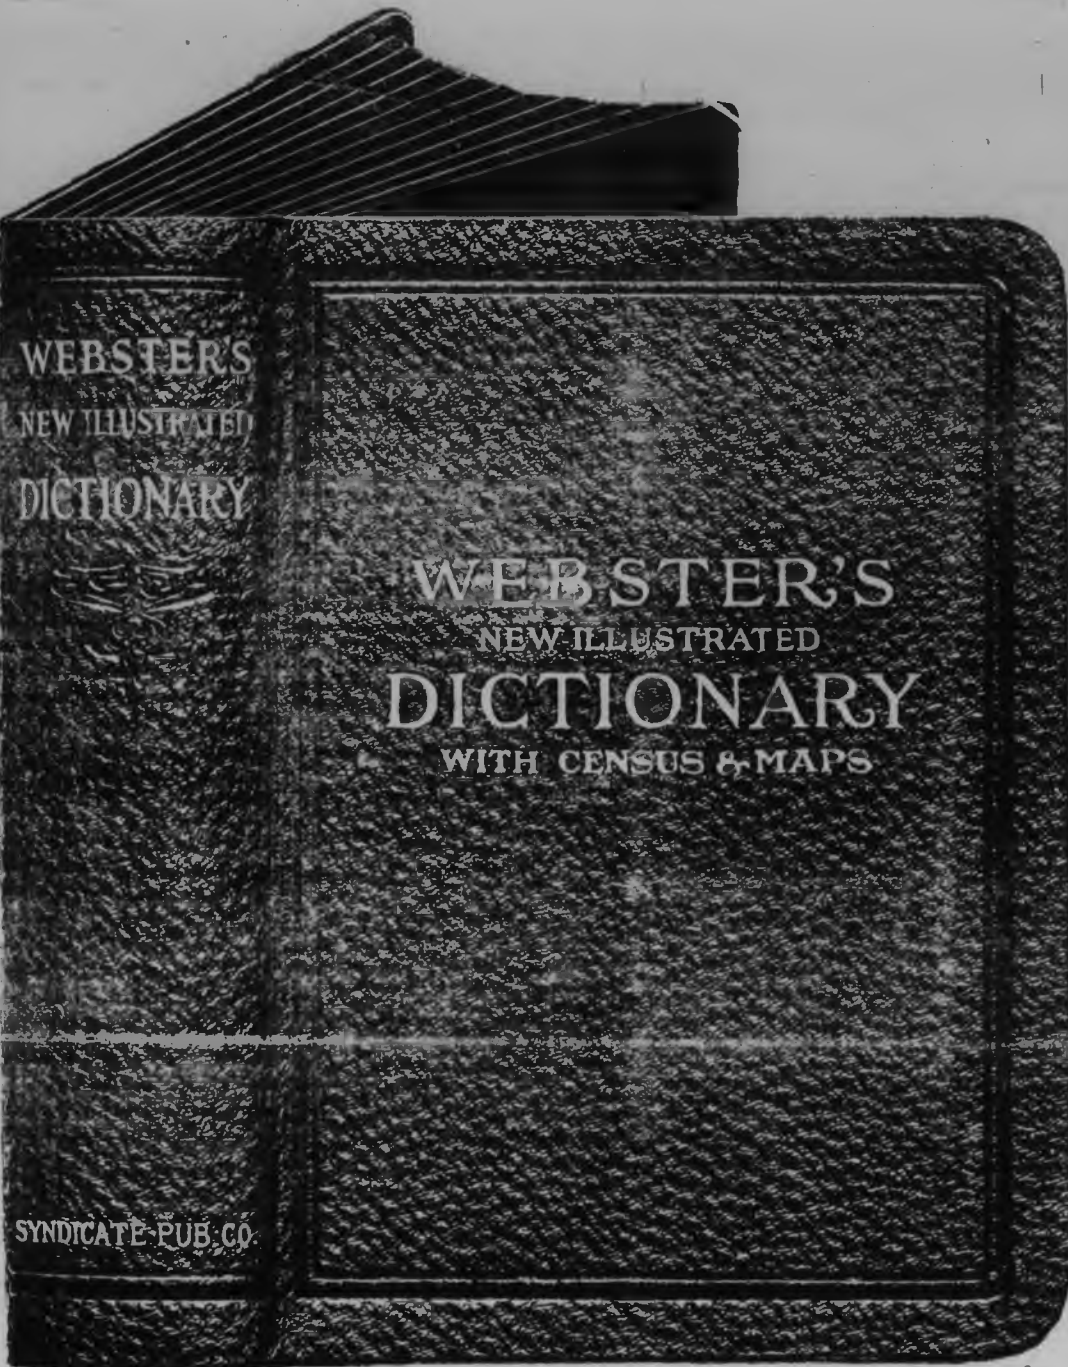 WEBSTER'S
NEW ILLUSTRATED
DICTIONARY
SYNDICATE PUB. CO.
WEBSTER'S
NEW ILLUSTRATED
DICTIONARY
WITH CENSUS & MAPS